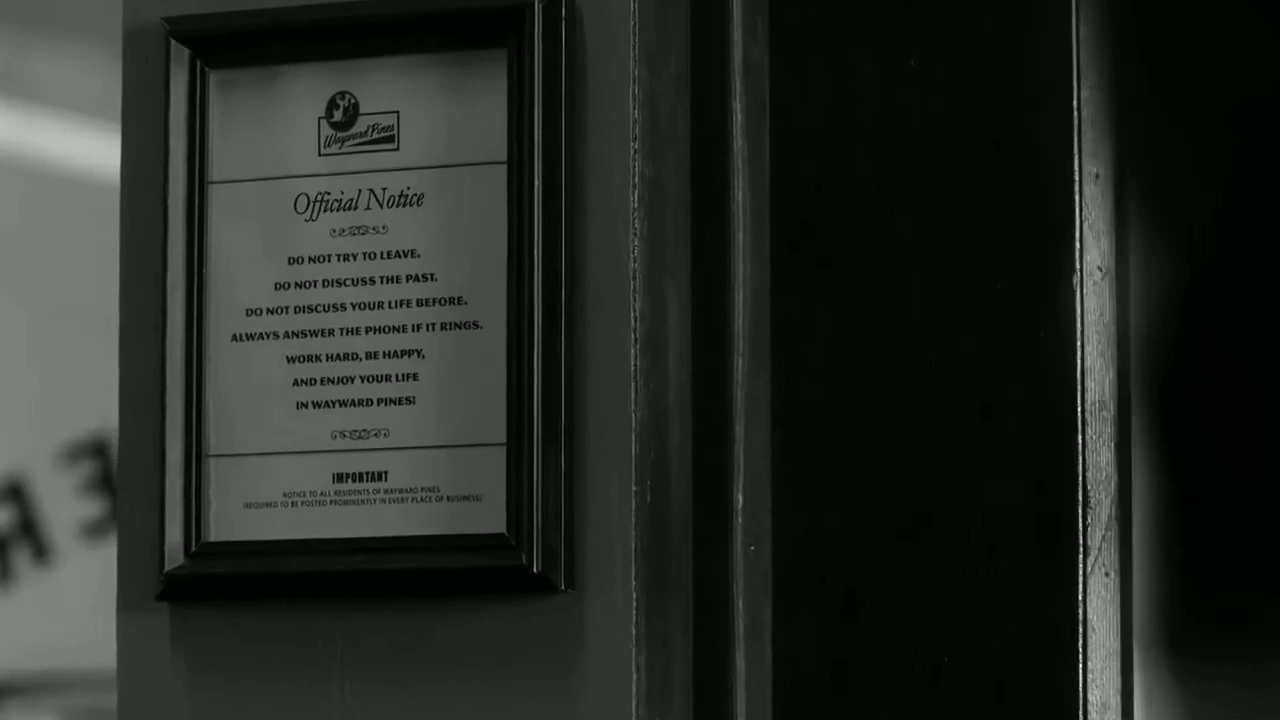 Wayward Pines
Official Notice
DO NOT TRY TO LEAVE.
DO NOT DISCUSS THE PAST.
DO NOT DISCUSS YOUR LIFE BEFORE.
ALWAYS ANSWER THE PHONE IF IT RINGS.
WORK HARD, BE HAPPY,
AND ENJOY YOUR LIFE
IN WAYWARD PINES!
IMPORTANT
NOTICE TO ALL RESIDENTS OF WAYWARD PINES
(REQUIRED TO BE POSTED PROMINENTLY IN EVERY PLACE OF BUSINESS)